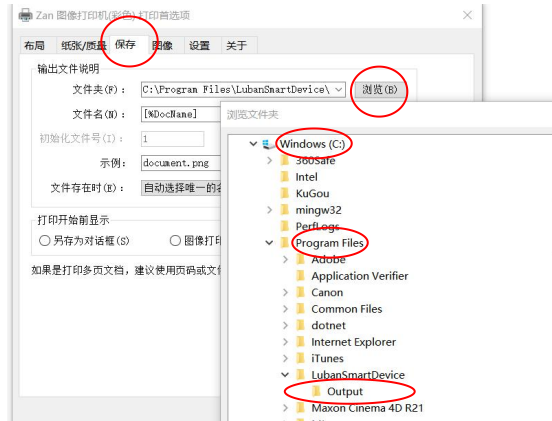 Zan 图像打印机(彩色) 打印首选项
布局 纸张/质量 保存 图像 设置 关于
输出文件说明
文件夹(F): C:\Program Files\LubanSmartDevice\ 浏览(B)
文件名(N): [%DocName]
初始化文件号(I): 1
示例: document.png
文件存在时(E): 自动选择唯一的
打印开始前显示
另存为对话框(S) 图像打印
如果是打印多页文档，建议使用页码或文
浏览文件夹
Windows (C:)
360Safe
Intel
KuGou
mingw32
PerfLogs
Program Files
Adobe
Application Verifier
Canon
Common Files
dotnet
Internet Explorer
iTunes
LubanSmartDevice
Output
Maxon Cinema 4D R21